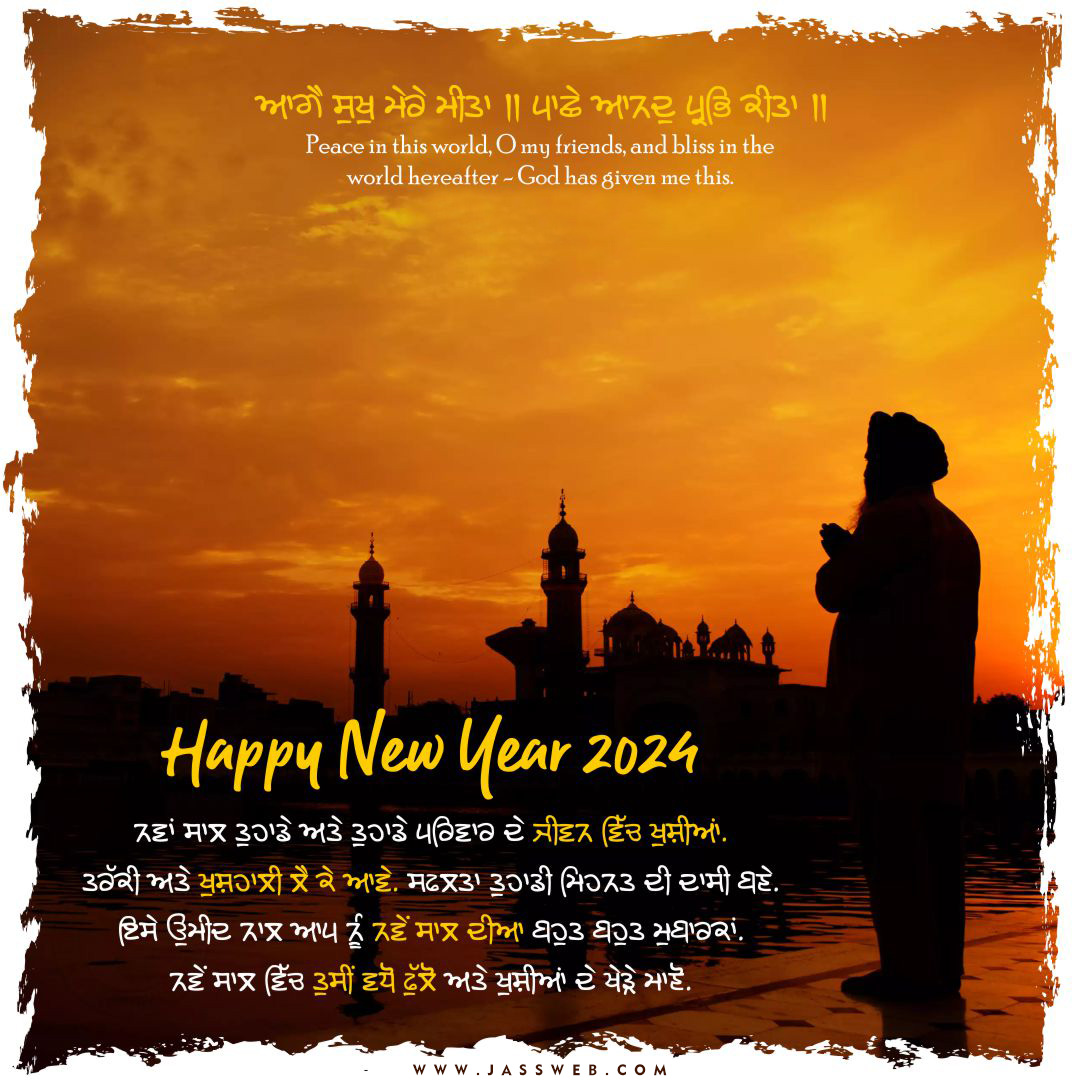 ਆਗੈ ਸੁਖੁ ਮੇਰੇ ਮੀਤਾ ॥ ਪਾਛੇ ਆਨਦੁ ਪ੍ਰਭਿ ਕੀਤਾ ॥
Peace in this world, O my friends, and bliss in the
world hereafter - God has given me this.
Happy New Year 2024
ਨਵਾਂ ਸਾਲ ਤੁਹਾਡੇ ਅਤੇ ਤੁਹਾਡੇ ਪਰਿਵਾਰ ਦੇ ਜੀਵਨ ਵਿੱਚ ਖੁਸ਼ੀਆਂ.
ਤਰੱਕੀ ਅਤੇ ਖੁਸ਼ਹਾਲੀ ਲੈ ਕੇ ਆਵੇ. ਸਫਲਤਾ ਤੁਹਾਡੀ ਮਿਹਨਤ ਦੀ ਦਾਸੀ ਬਣੇ.
ਇਸੇ ਉਮੀਦ ਨਾਲ ਆਪ ਨੂੰ ਨਵੇਂ ਸਾਲ ਦੀਆ ਬਹੁਤ ਬਹੁਤ ਮੁਬਾਰਕਾਂ.
ਨਵੇਂ ਸਾਲ ਵਿੱਚ ਤੁਸੀਂ ਵਧੋ ਫੁੱਲੋ ਅਤੇ ਖੁਸ਼ੀਆਂ ਦੇ ਖੇੜੇ ਮਾਣੋ.
- WWW.JASSWEB.COM